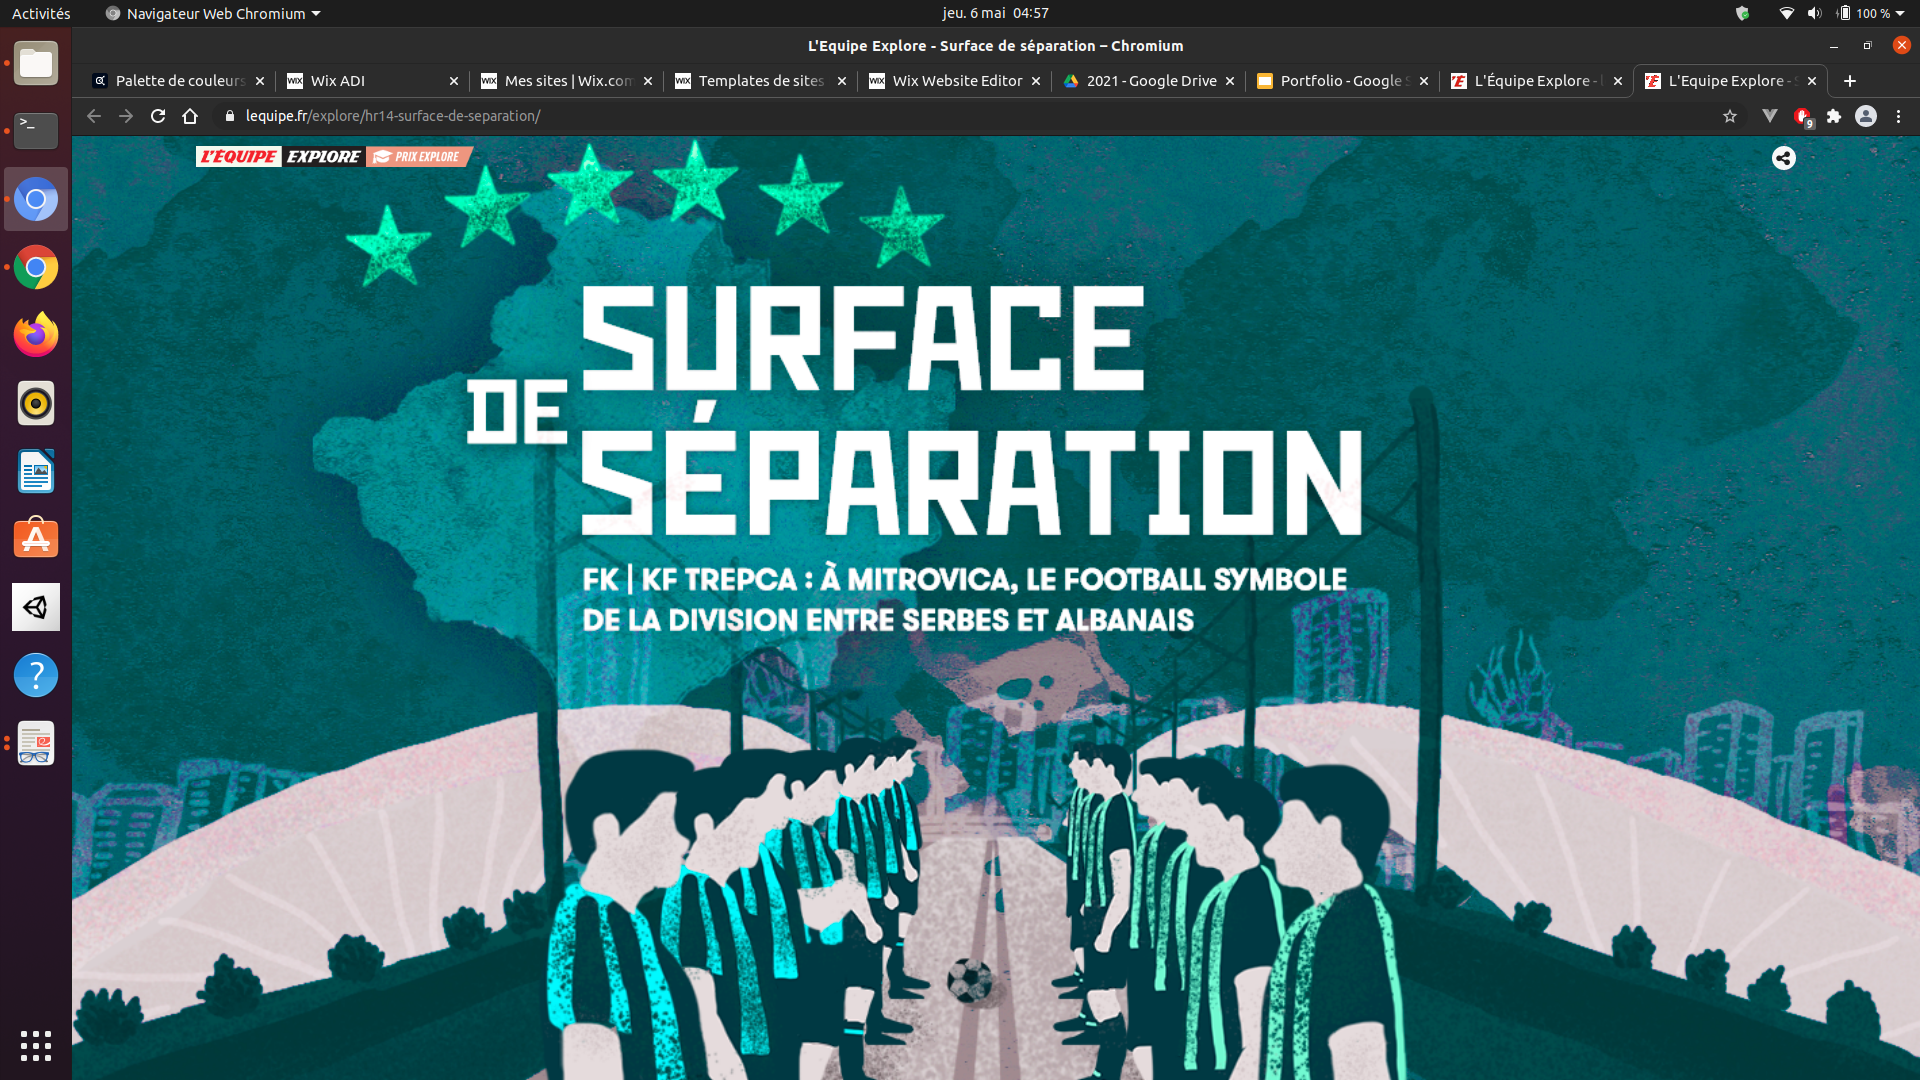 Activités
Navigateur Web Chromium
jeu. 6 mai 04:57
100 %
L'Equipe Explore - Surface de séparation – Chromium
Palette de couleurs
Wix ADI
Mes sites | Wix.com
Templates de sites
Wix Website Editor
2021 - Google Drive
Portfolio - Google S
L'Équipe Explore -
L'Equipe Explore - S
lequipe.fr/explore/hr14-surface-de-separation/
9
L'ÉQUIPE EXPLORE PRIX EXPLORE
SURFACE
DE
SÉPARATION
FK | KF TREPCA : À MITROVICA, LE FOOTBALL SYMBOLE
DE LA DIVISION ENTRE SERBES ET ALBANAIS